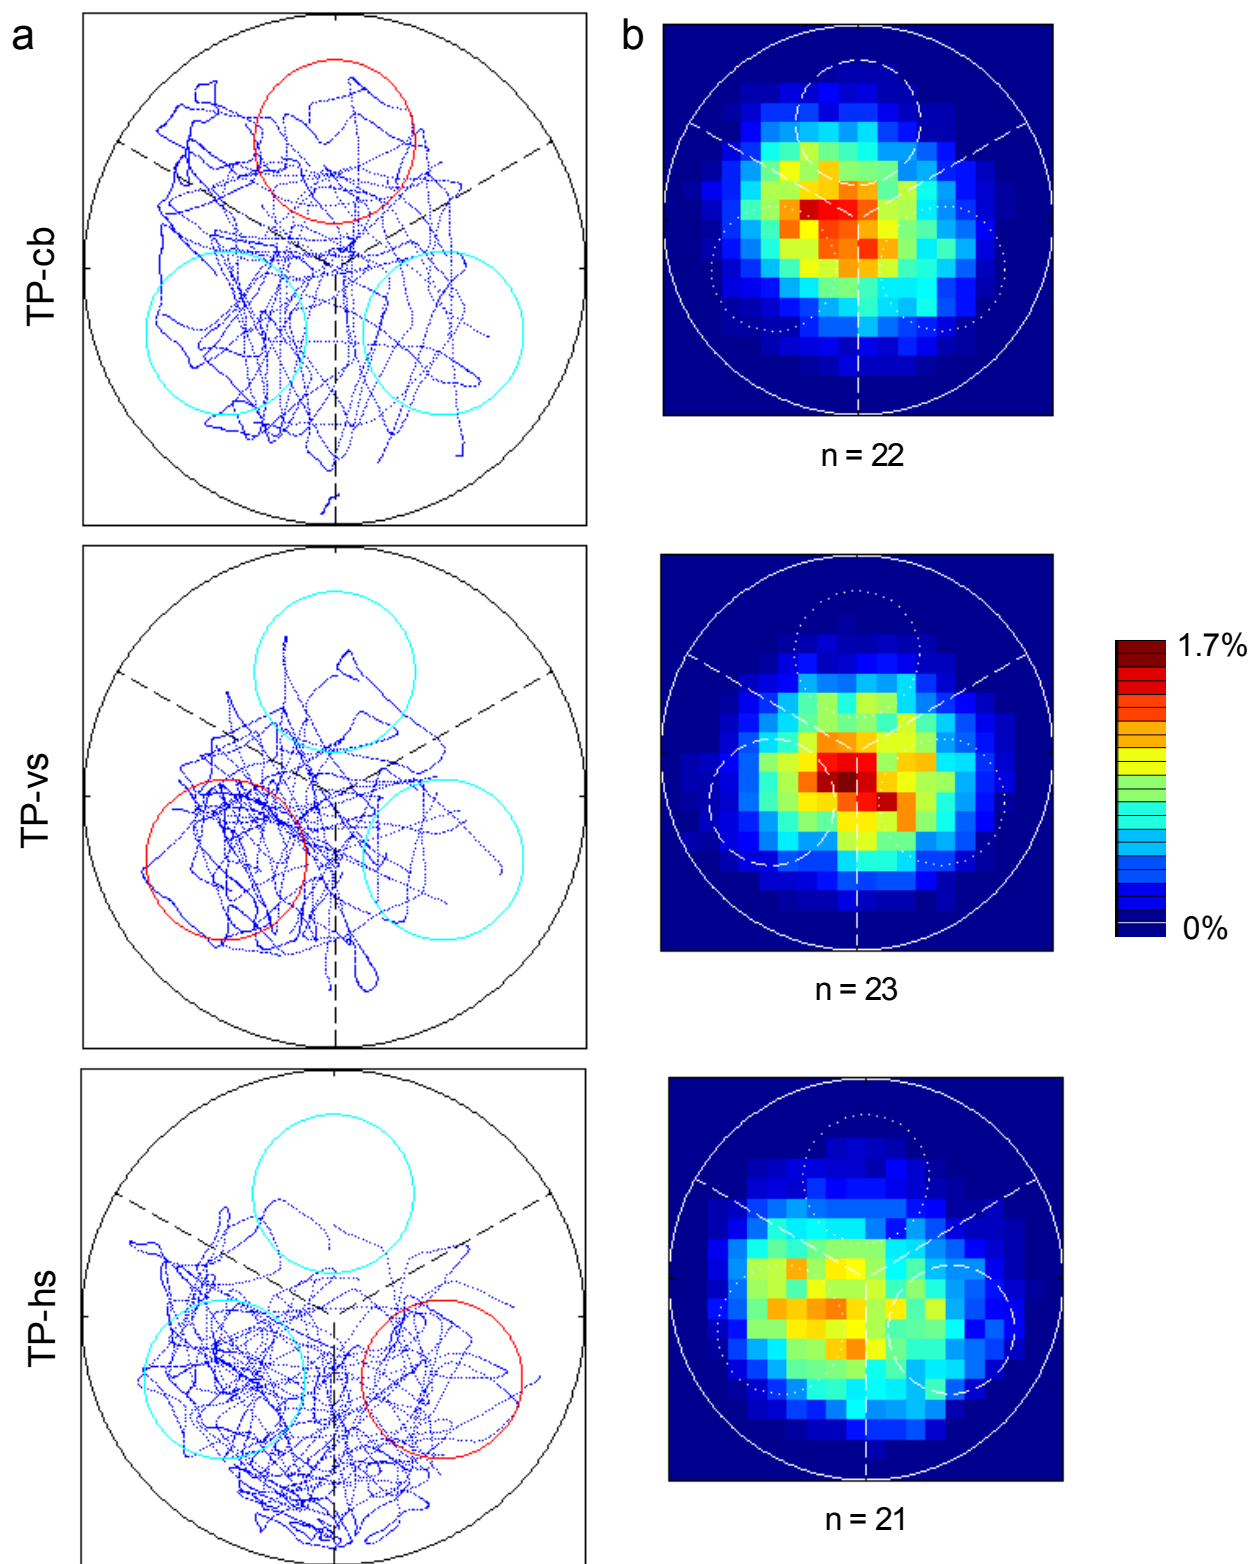 a
b
TP-cb
n = 22
TP-vs
1.7%
0%
n = 23
TP-hs
n = 21